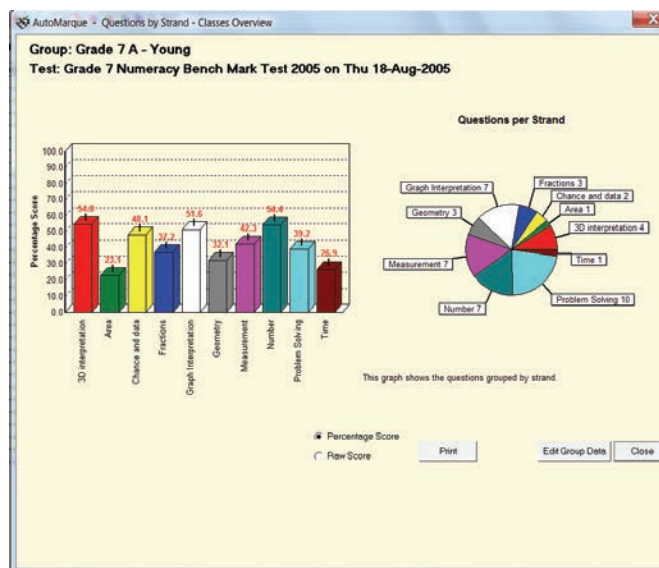 AutoMarque - Questions by Strand - Classes Overview
Group: Grade 7 A - Young
Test: Grade 7 Numeracy Bench Mark Test 2005 on Thu 18-Aug-2005
Questions per Strand
Percentage Score
100.0
90.0
80.0
70.0
60.0
50.0
40.0
30.0
20.0
10.0
0.0
23.1
48.1
37.2
51.6
32.1
42.3
54.4
39.2
26.9
3D interpretation
Area
Chance and data
Fractions
Graph Interpretation
Geometry
Measurement
Number
Problem Solving
Time
Graph Interpretation 7
Fractions 3
Chance and data 2
Area 1
3D interpretation 4
Time 1
Problem Solving 10
Number 7
Measurement 7
Geometry 3
This graph shows the questions grouped by strand.
Percentage Score
Raw Score
Print
Edit Group Data
Close